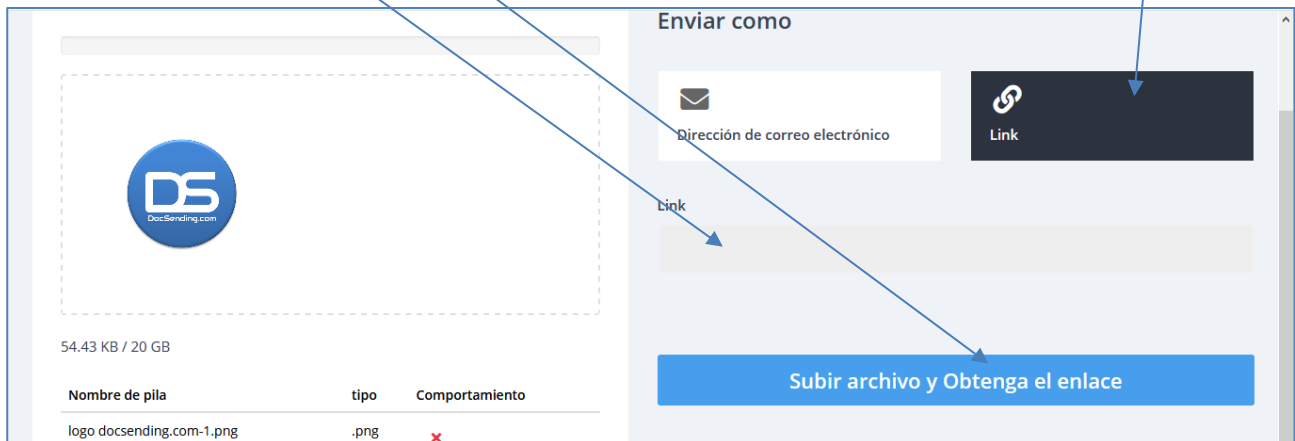 DS
DocSending.com
54.43 KB / 20 GB
Nombre de pila tipo Comportamiento
logo docsending.com-1.png .png
Enviar como
Dirección de correo electrónico
Link
Link
Subir archivo y Obtenga el enlace